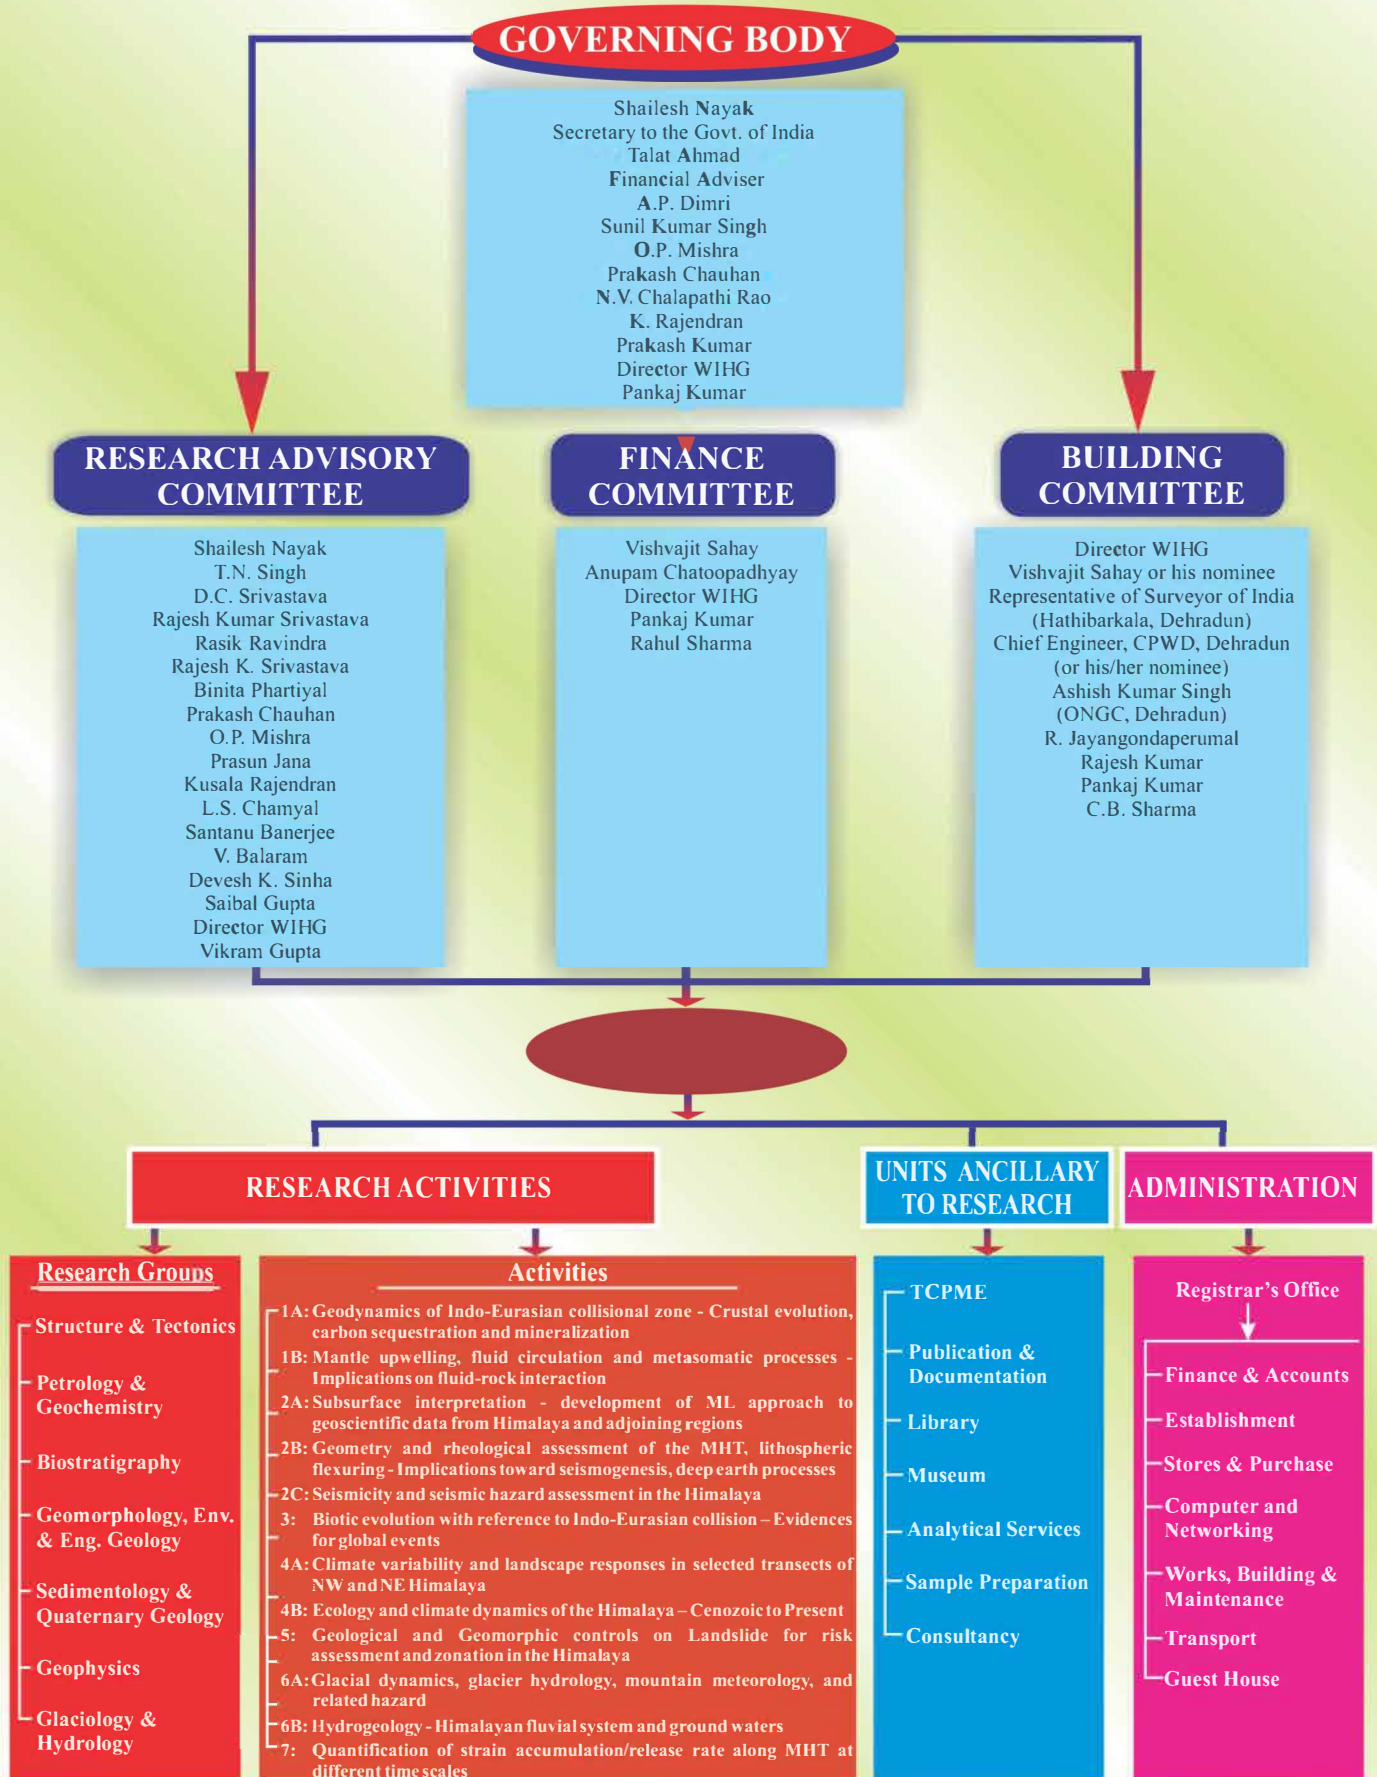 GOVERNING BODY
Shailesh Nayak
Secretary to the Govt. of India
Talat Ahmad
Financial Adviser
A.P. Dimri
Sunil Kumar Singh
O.P. Mishra
Prakash Chauhan
N.V. Chalapathi Rao
K. Rajendran
Prakash Kumar
Director WIHG
Pankaj Kumar
RESEARCH ADVISORY
COMMITTEE
Shailesh Nayak
T.N. Singh
D.C. Srivastava
Rajesh Kumar Srivastava
Rasik Ravindra
Rajesh K. Srivastava
Binita Phartiyal
Prakash Chauhan
O.P. Mishra
Prasun Jana
Kusala Rajendran
L.S. Chamyal
Santanu Banerjee
V. Balaram
Devesh K. Sinha
Saibal Gupta
Director WIHG
Vikram Gupta
FINANCE
COMMITTEE
Vishvajit Sahay
Anupam Chatoopadhyay
Director WIHG
Pankaj Kumar
Rahul Sharma
BUILDING
COMMITTEE
Director WIHG
Vishvajit Sahay or his nominee
Representative of Surveyor of India
(Hathibarkala, Dehradun)
Chief Engineer, CPWD, Dehradun
(or his/her nominee)
Ashish Kumar Singh
(ONGC, Dehradun)
R. Jayangondaperumal
Rajesh Kumar
Pankaj Kumar
C.B. Sharma
RESEARCH ACTIVITIES
Research Groups
Structure & Tectonics
Petrology &
Geochemistry
Biostratigraphy
Geomorphology, Env.
& Eng. Geology
Sedimentology &
Quaternary Geology
Geophysics
Glaciology &
Hydrology
Activities
1A: Geodynamics of Indo-Eurasian collisional zone - Crustal evolution,
carbon sequestration and mineralization
1B: Mantle upwelling, fluid circulation and metasomatic processes -
Implications on fluid-rock interaction
2A: Subsurface interpretation - development of ML approach to
geoscientific data from Himalaya and adjoining regions
2B: Geometry and rheological assessment of the MHT, lithospheric
flexuring - Implications toward seismogenesis, deep earth processes
2C: Seismicity and seismic hazard assessment in the Himalaya
3: Biotic evolution with reference to Indo-Eurasian collision – Evidences
for global events
4A: Climate variability and landscape responses in selected transects of
NW and NE Himalaya
4B: Ecology and climate dynamics of the Himalaya – Cenozoic to Present
5: Geological and Geomorphic controls on Landslide for risk
assessment and zonation in the Himalaya
6A: Glacial dynamics, glacier hydrology, mountain meteorology, and
related hazard
6B: Hydrogeology - Himalayan fluvial system and ground waters
7: Quantification of strain accumulation/release rate along MHT at
different time scales
UNITS ANCILLARY
TO RESEARCH
TCPME
Publication &
Documentation
Library
Museum
Analytical Services
Sample Preparation
Consultancy
ADMINISTRATION
Registrar's Office
Finance & Accounts
Establishment
Stores & Purchase
Computer and
Networking
Works, Building &
Maintenance
Transport
Guest House